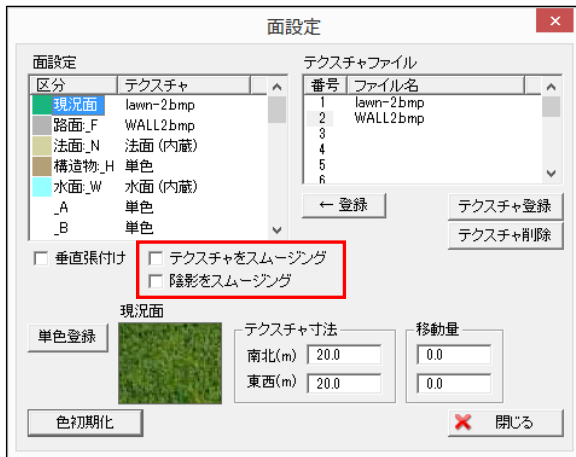 面設定
面設定
区分 テクスチャ
現況面 lawn-2.bmp
路面:_F WALL2.bmp
法面:_N 法面(内蔵)
構造物:_H 単色
水面:_W 水面(内蔵)
_A 単色
_B 単色
テクスチャファイル
番号 ファイル名
1 lawn-2.bmp
2 WALL2.bmp
3
4
5
6
← 登録
テクスチャ登録
テクスチャ削除
垂直張付け
テクスチャをスムージング
陰影をスムージング
現況面
単色登録
テクスチャ寸法
南北(m) 20.0
東西(m) 20.0
移動量
0.0
0.0
色初期化
閉じる